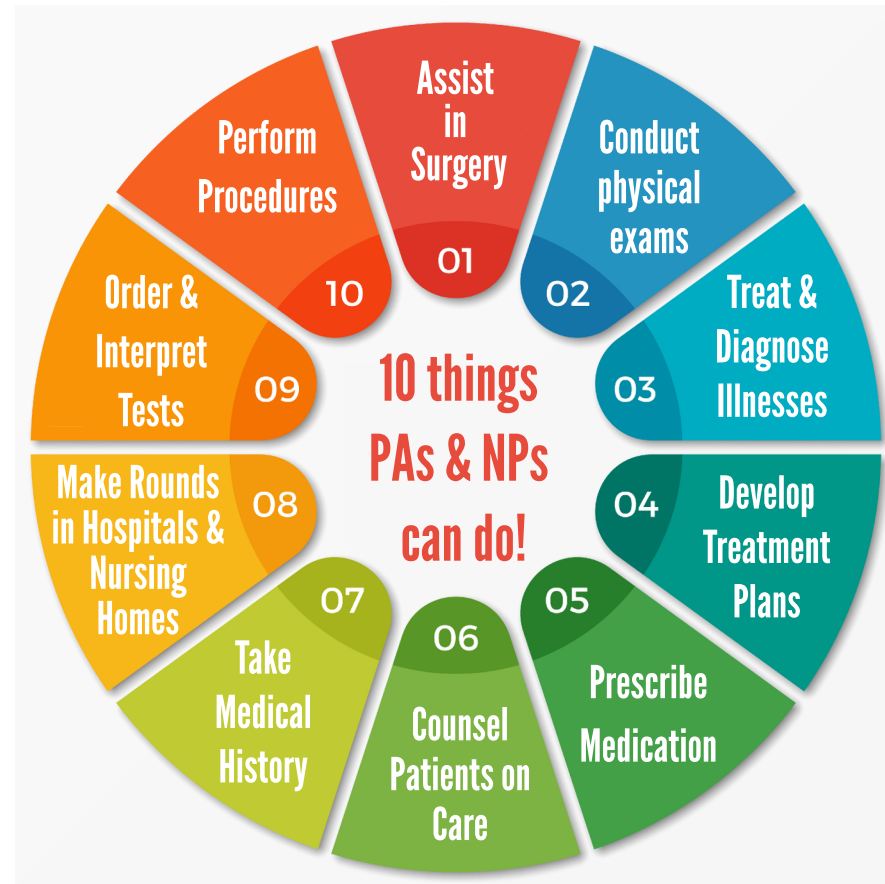 10 things
PAs & NPs
can do!
Assist
in
Surgery
01
Conduct
physical
exams
02
Treat &
Diagnose
Illnesses
03
Develop
Treatment
Plans
04
Prescribe
Medication
05
Counsel
Patients on
Care
06
Take
Medical
History
07
Make Rounds
in Hospitals &
Nursing
Homes
08
Order &
Interpret
Tests
09
Perform
Procedures
10